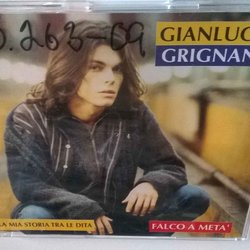 0.263-09
GIANLUC
GRIGNAN
LA MIA STORIA TRA LE DITA
FALCO A META'